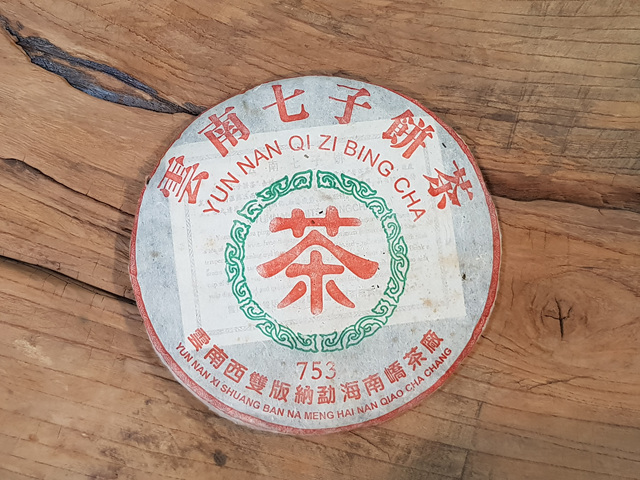 雲南七子餅茶
YUN NAN QI ZI BING CHA
茶
753
雲南西雙版納勐海南嶠茶廠
YUN NAN XI SHUANG BAN NA MENG HAI NAN QIAO CHA CHANG